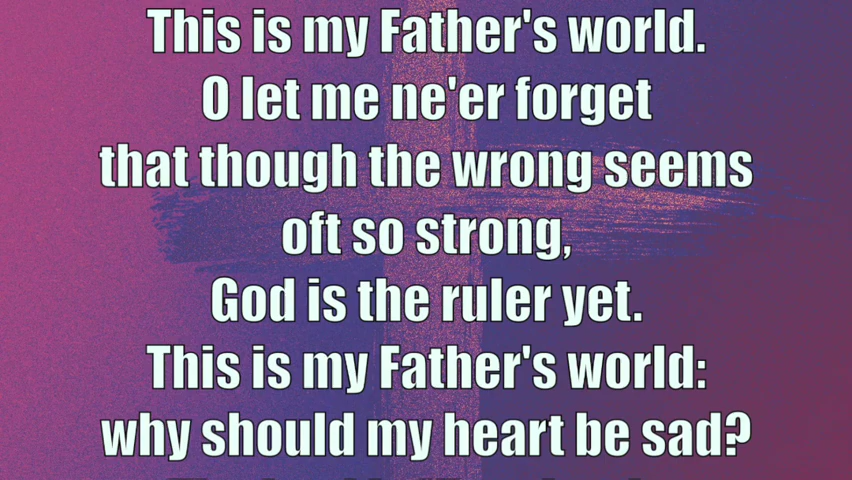 This is my Father's world.
O let me ne'er forget
that though the wrong seems
oft so strong,
God is the ruler yet.
This is my Father's world:
why should my heart be sad?